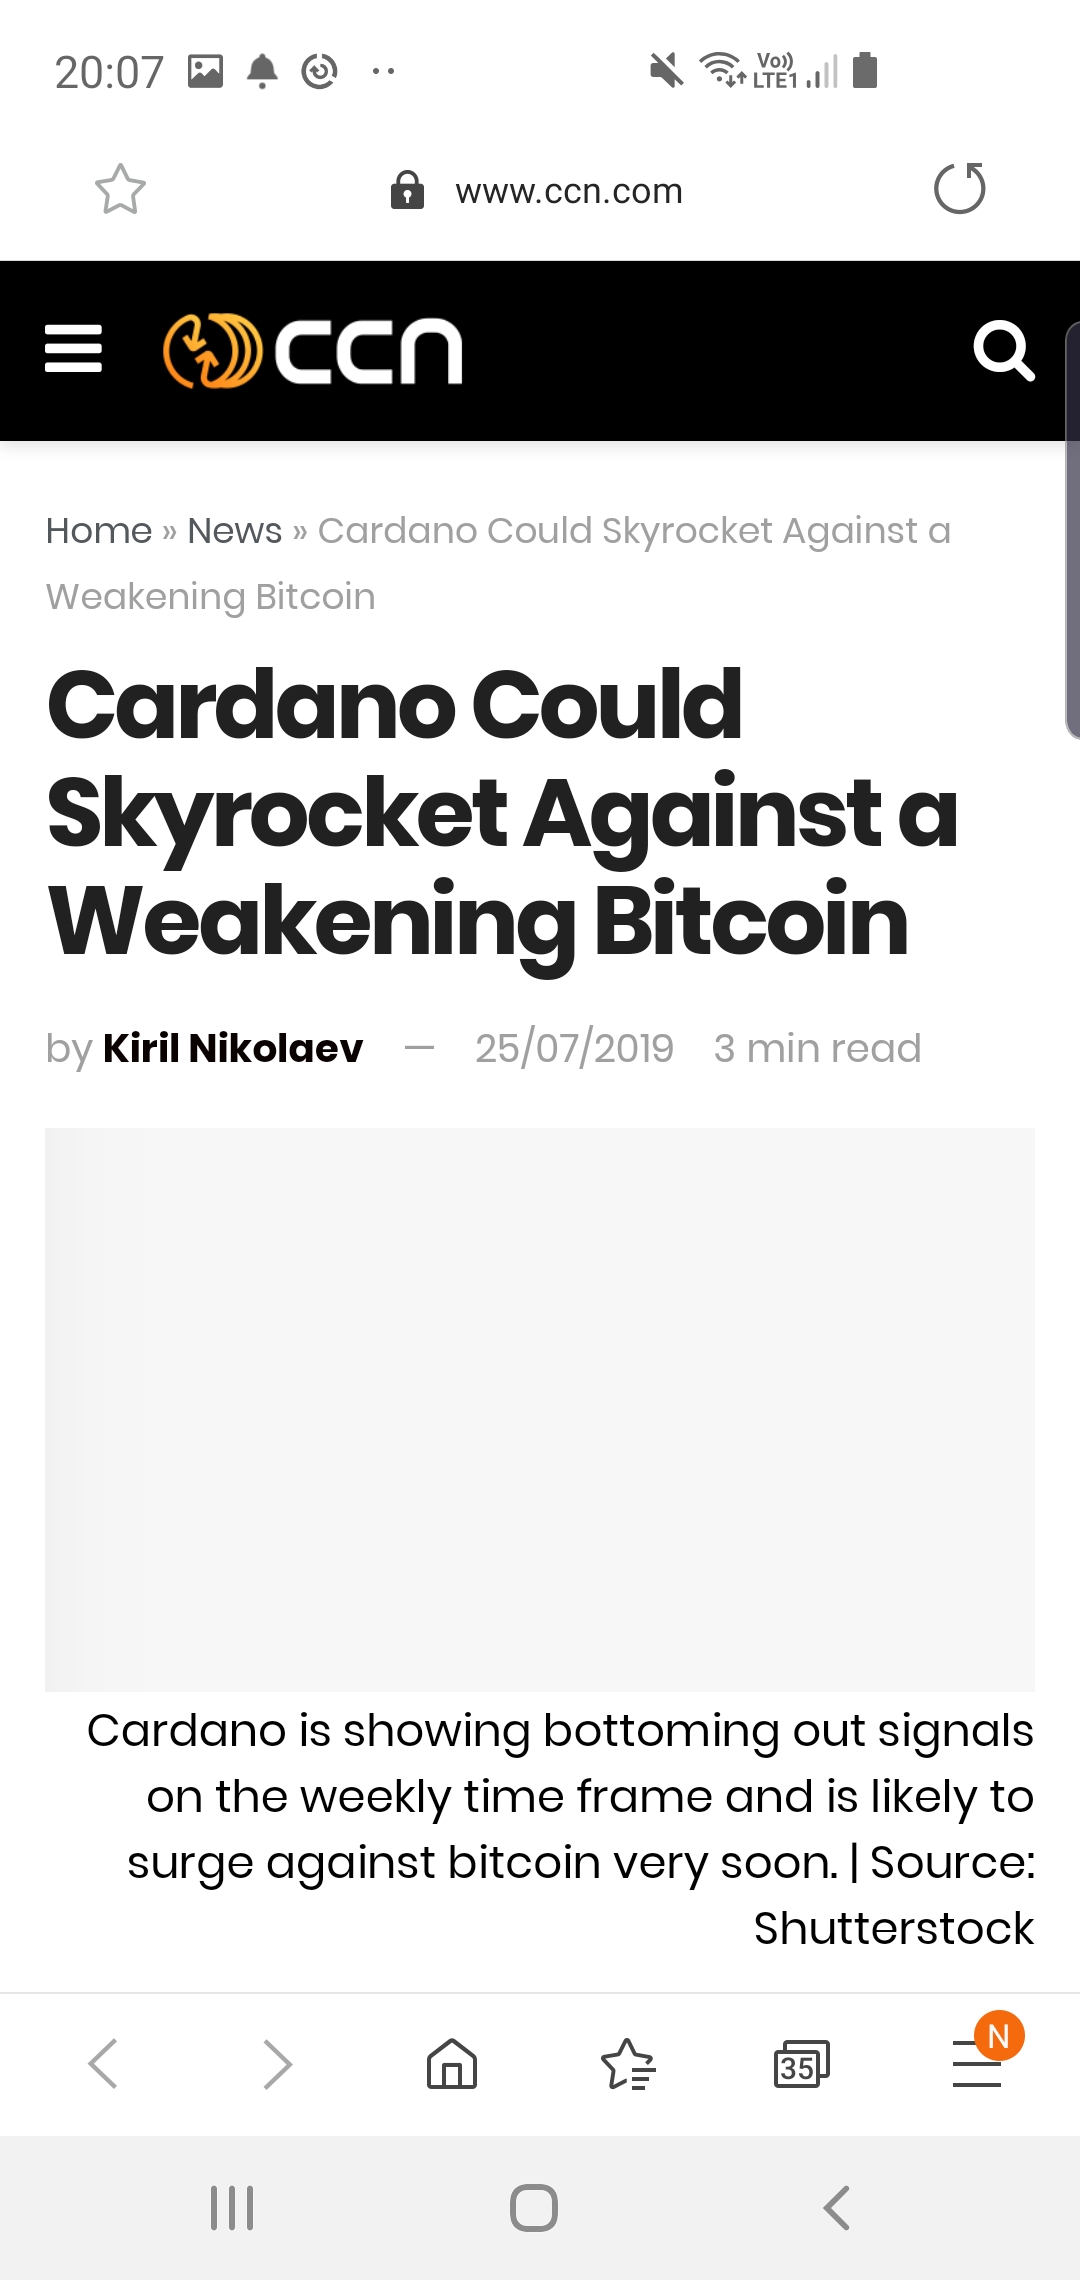 20:07
Vo))
LTE1
www.ccn.com
ccn
Home » News » Cardano Could Skyrocket Against a
Weakening Bitcoin
Cardano Could
Skyrocket Against a
Weakening Bitcoin
by Kiril Nikolaev — 25/07/2019 3 min read
Cardano is showing bottoming out signals
on the weekly time frame and is likely to
surge against bitcoin very soon. | Source:
Shutterstock
35
N